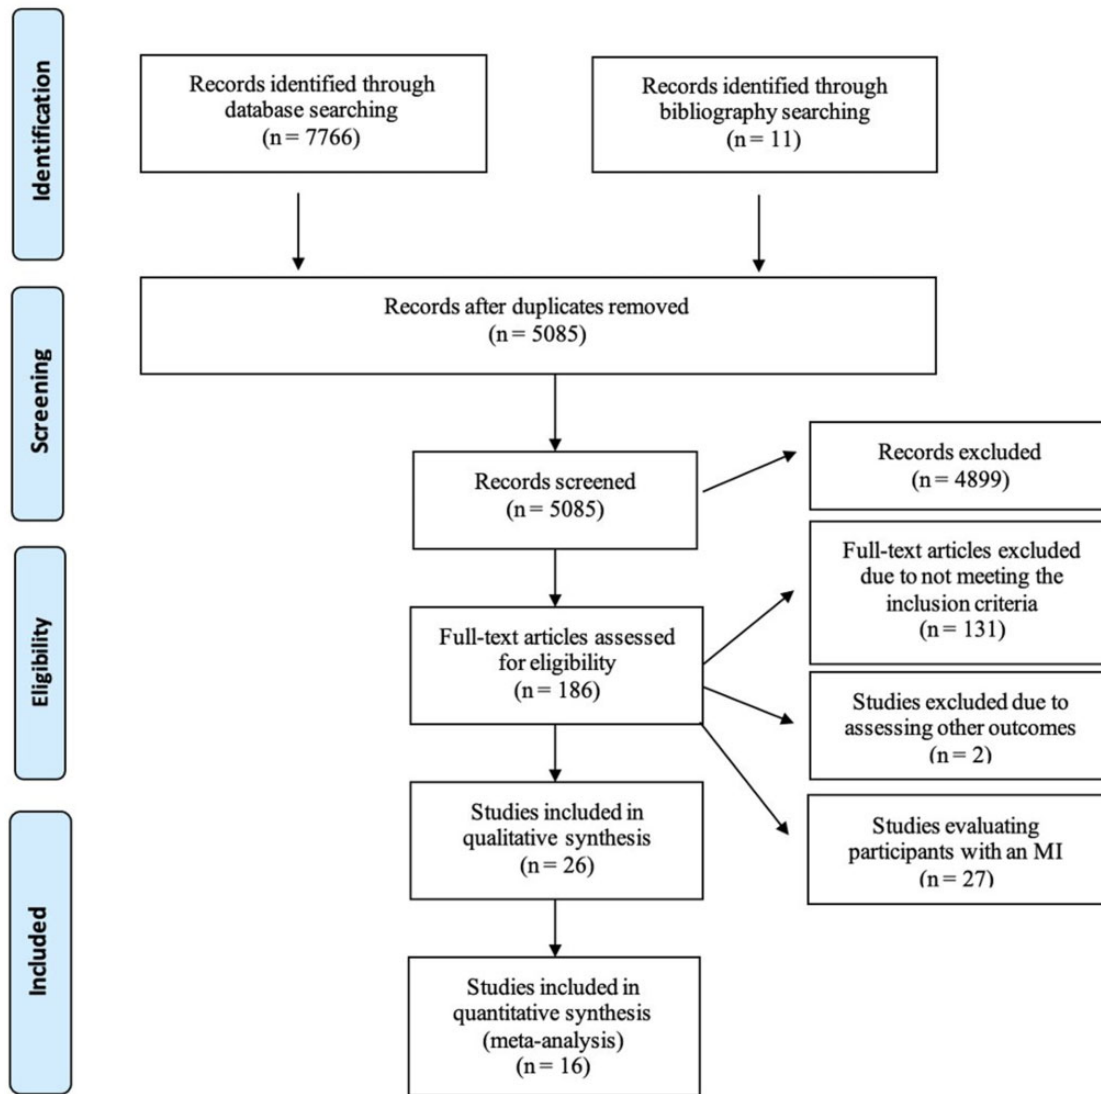 Identification
Records identified through
database searching
(n = 7766)
Records identified through
bibliography searching
(n = 11)
Screening
Records after duplicates removed
(n = 5085)
Records screened
(n = 5085)
Records excluded
(n = 4899)
Eligibility
Full-text articles assessed
for eligibility
(n = 186)
Full-text articles excluded
due to not meeting the
inclusion criteria
(n = 131)
Studies excluded due to
assessing other outcomes
(n = 2)
Studies evaluating
participants with an MI
(n = 27)
Included
Studies included in
qualitative synthesis
(n = 26)
Studies included in
quantitative synthesis
(meta-analysis)
(n = 16)